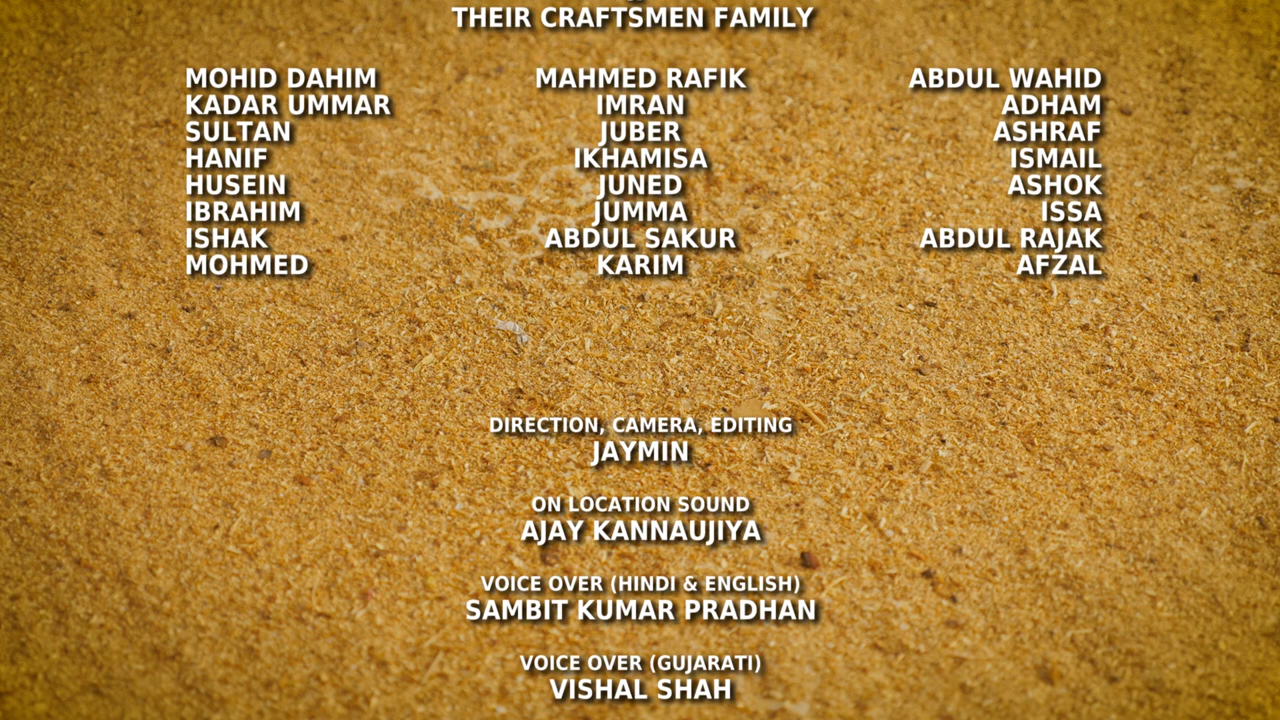 THEIR CRAFTSMEN FAMILY
MOHID DAHIM MAHMED RAFIK ABDUL WAHID
KADAR UMMAR IMRAN ADHAM
SULTAN JUBER ASHRAF
HANIF IKHAMISA ISMAIL
HUSEIN JUNED ASHOK
IBRAHIM JUMMA ISSA
ISHAK ABDUL SAKUR ABDUL RAJAK
MOHMED KARIM AFZAL
DIRECTION, CAMERA, EDITING
JAYMIN
ON LOCATION SOUND
AJAY KANNAUJIYA
VOICE OVER (HINDI & ENGLISH)
SAMBIT KUMAR PRADHAN
VOICE OVER (GUJARATI)
VISHAL SHAH